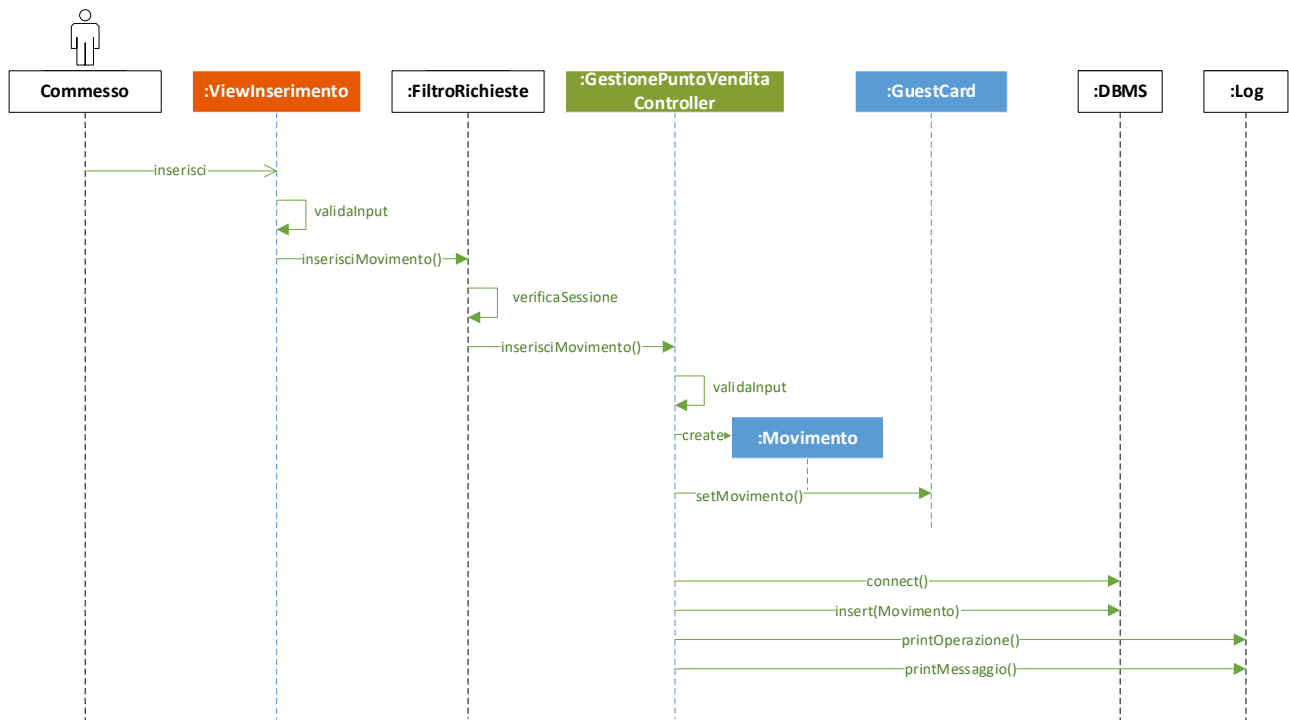 Commesso
:ViewInserimento
:FiltroRichieste
:GestionePuntoVendita
Controller
:GuestCard
:DBMS
:Log
inserisci
validaInput
inserisciMovimento()
verificaSessione
inserisciMovimento()
validaInput
create
:Movimento
setMovimento()
connect()
insert(Movimento)
printOperazione()
printMessaggio()